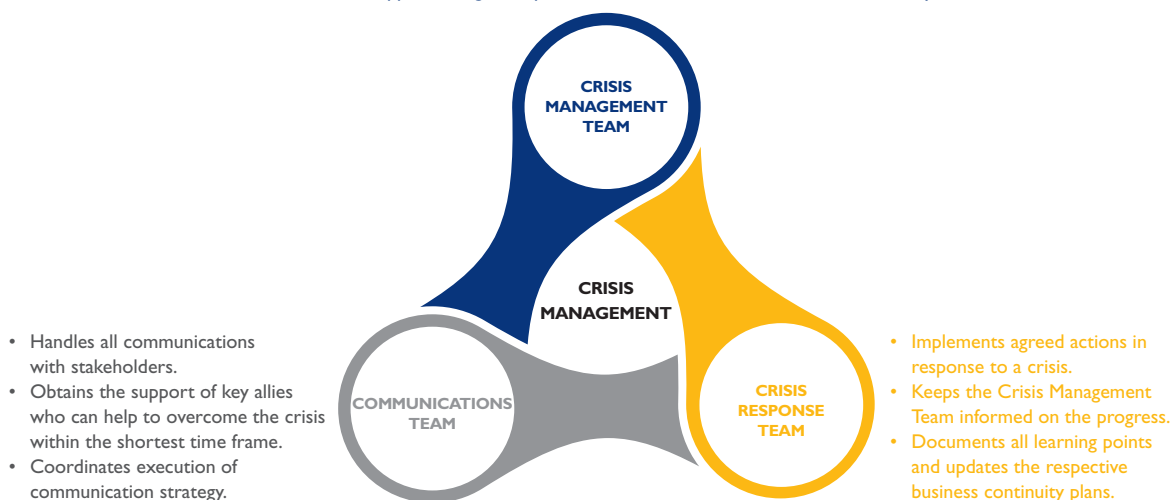 CRISIS
MANAGEMENT
TEAM
CRISIS
MANAGEMENT
• Handles all communications
with stakeholders.
• Obtains the support of key allies
who can help to overcome the crisis
within the shortest time frame.
• Coordinates execution of
communication strategy.
COMMUNICATIONS
TEAM
CRISIS
RESPONSE
TEAM
• Implements agreed actions in
response to a crisis.
• Keeps the Crisis Management
Team informed on the progress.
• Documents all learning points
and updates the respective
business continuity plans.